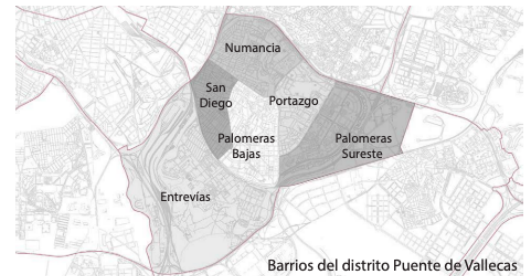 Numancia
San
Diego
Portazgo
Palomeras
Bajas
Palomeras
Sureste
Entrevías
Barrios del distrito Puente de Vallecas